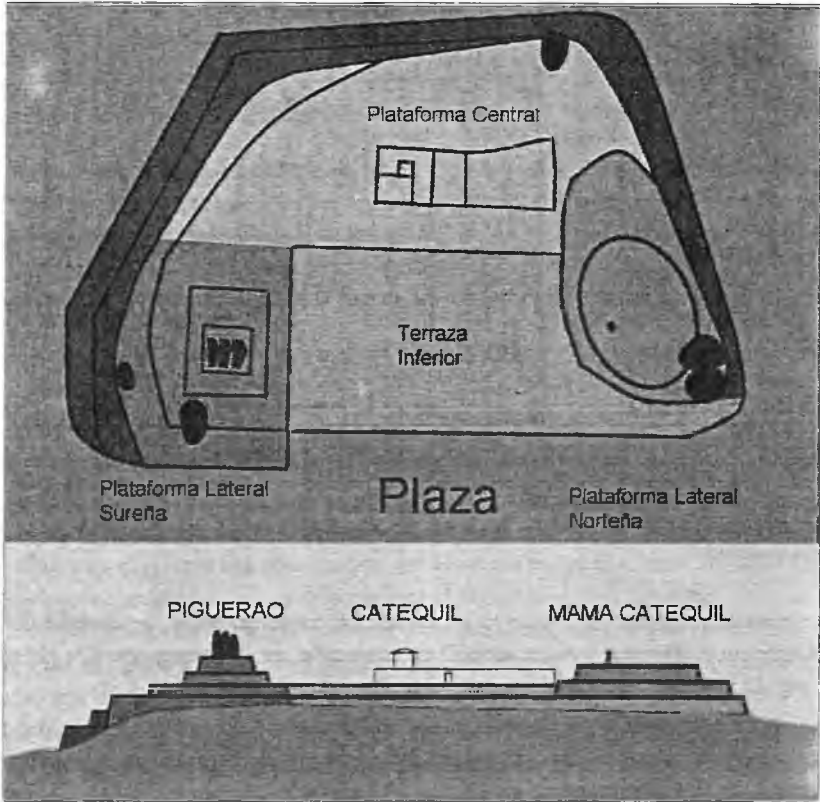 Plataforma Central
Terraza
Inferior
Plataforma Lateral
Sureña
Plaza
Plataforma Lateral
Norteña
PIGUERAO
CATEQUIL
MAMA CATEQUIL